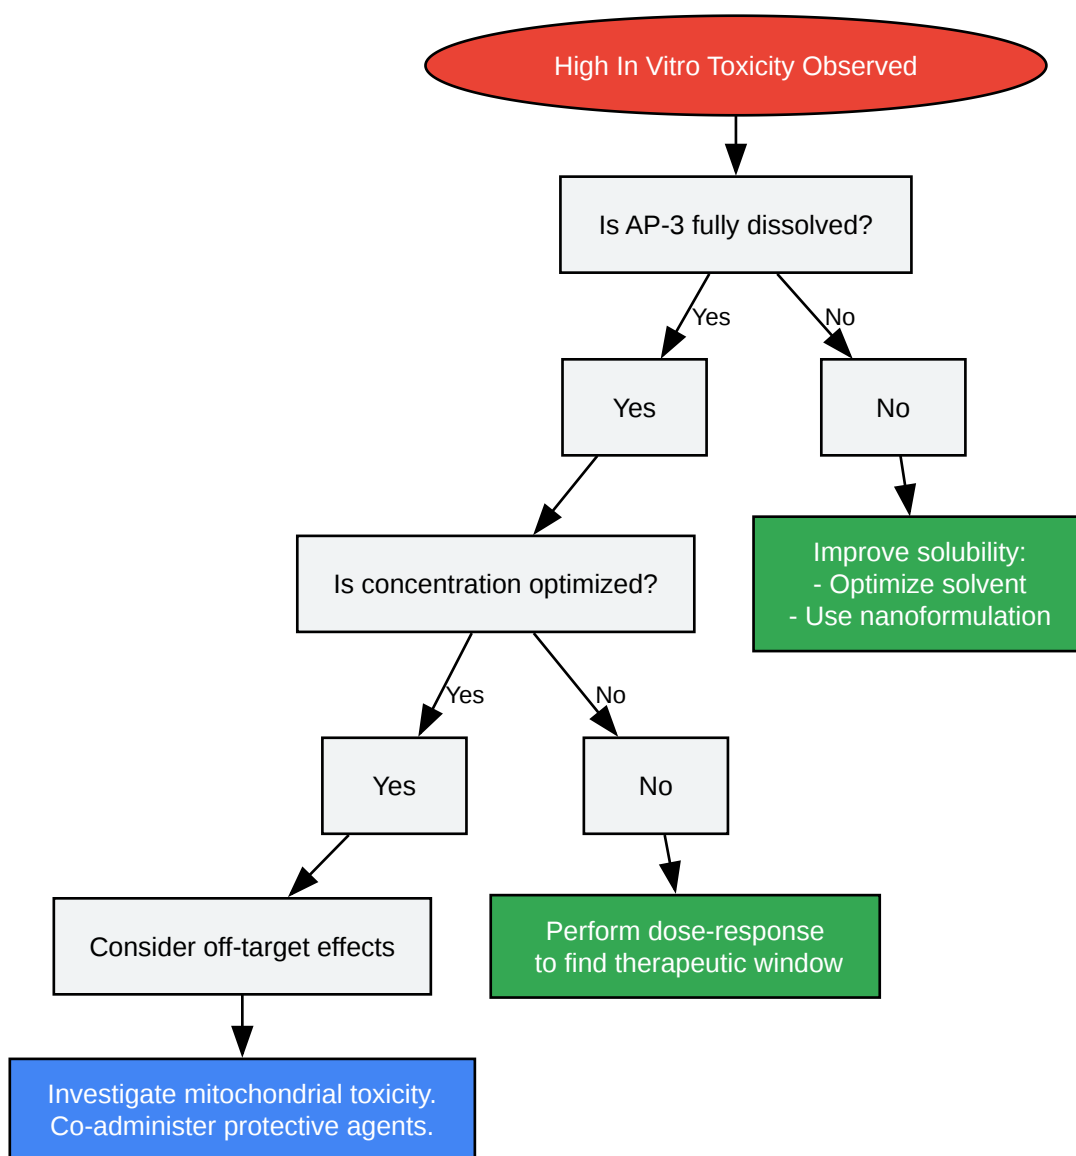 High In Vitro Toxicity Observed
Is AP-3 fully dissolved?
Yes
No
Yes
No
Improve solubility:
- Optimize solvent
- Use nanoformulation
Is concentration optimized?
Yes
No
Yes
No
Consider off-target effects
Perform dose-response
to find therapeutic window
Investigate mitochondrial toxicity.
Co-administer protective agents.